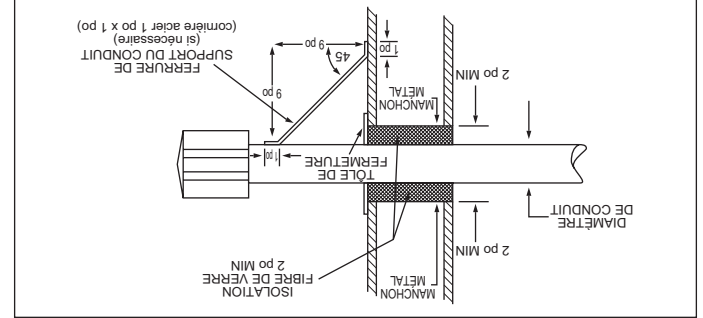 MANCHON
MÉTAL
ISOLATION
FIBRE DE VERRE
2 po MIN
2 po MIN
DIAMÈTRE
DE CONDUIT
TÔLE DE
FERMETURE
1 po
MANCHON
MÉTAL
9 po
2 po MIN
45
1 po
9 po
FERRURE DE
SUPPORT DU CONDUIT
(si nécessaire)
(cornière acier 1 po x 1 po)